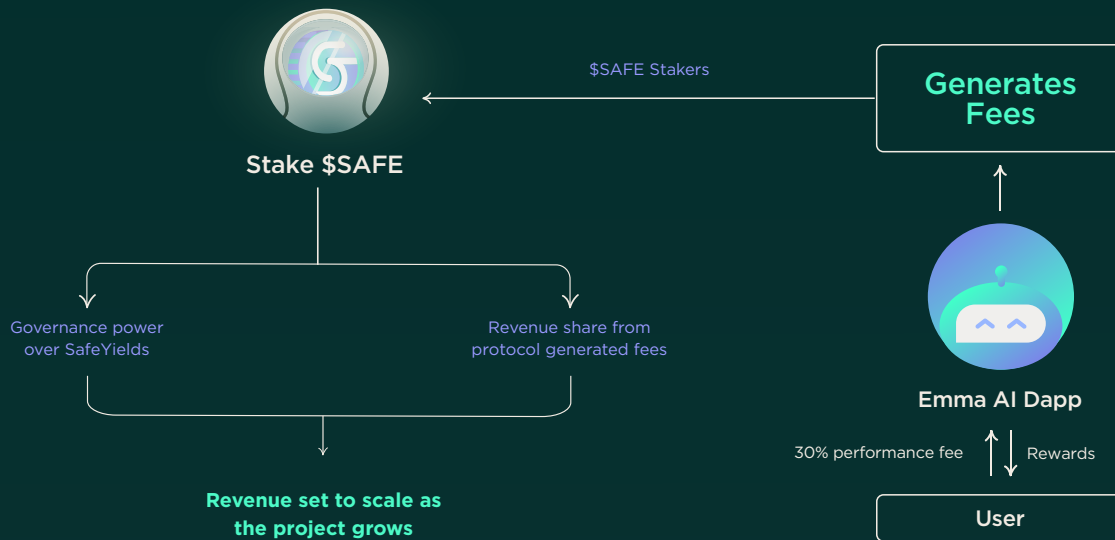 $SAFE Stakers
Generates
Fees
Stake $SAFE
Governance power
over SafeYields
Revenue share from
protocol generated fees
Emma AI Dapp
30% performance fee
Rewards
Revenue set to scale as
the project grows
User